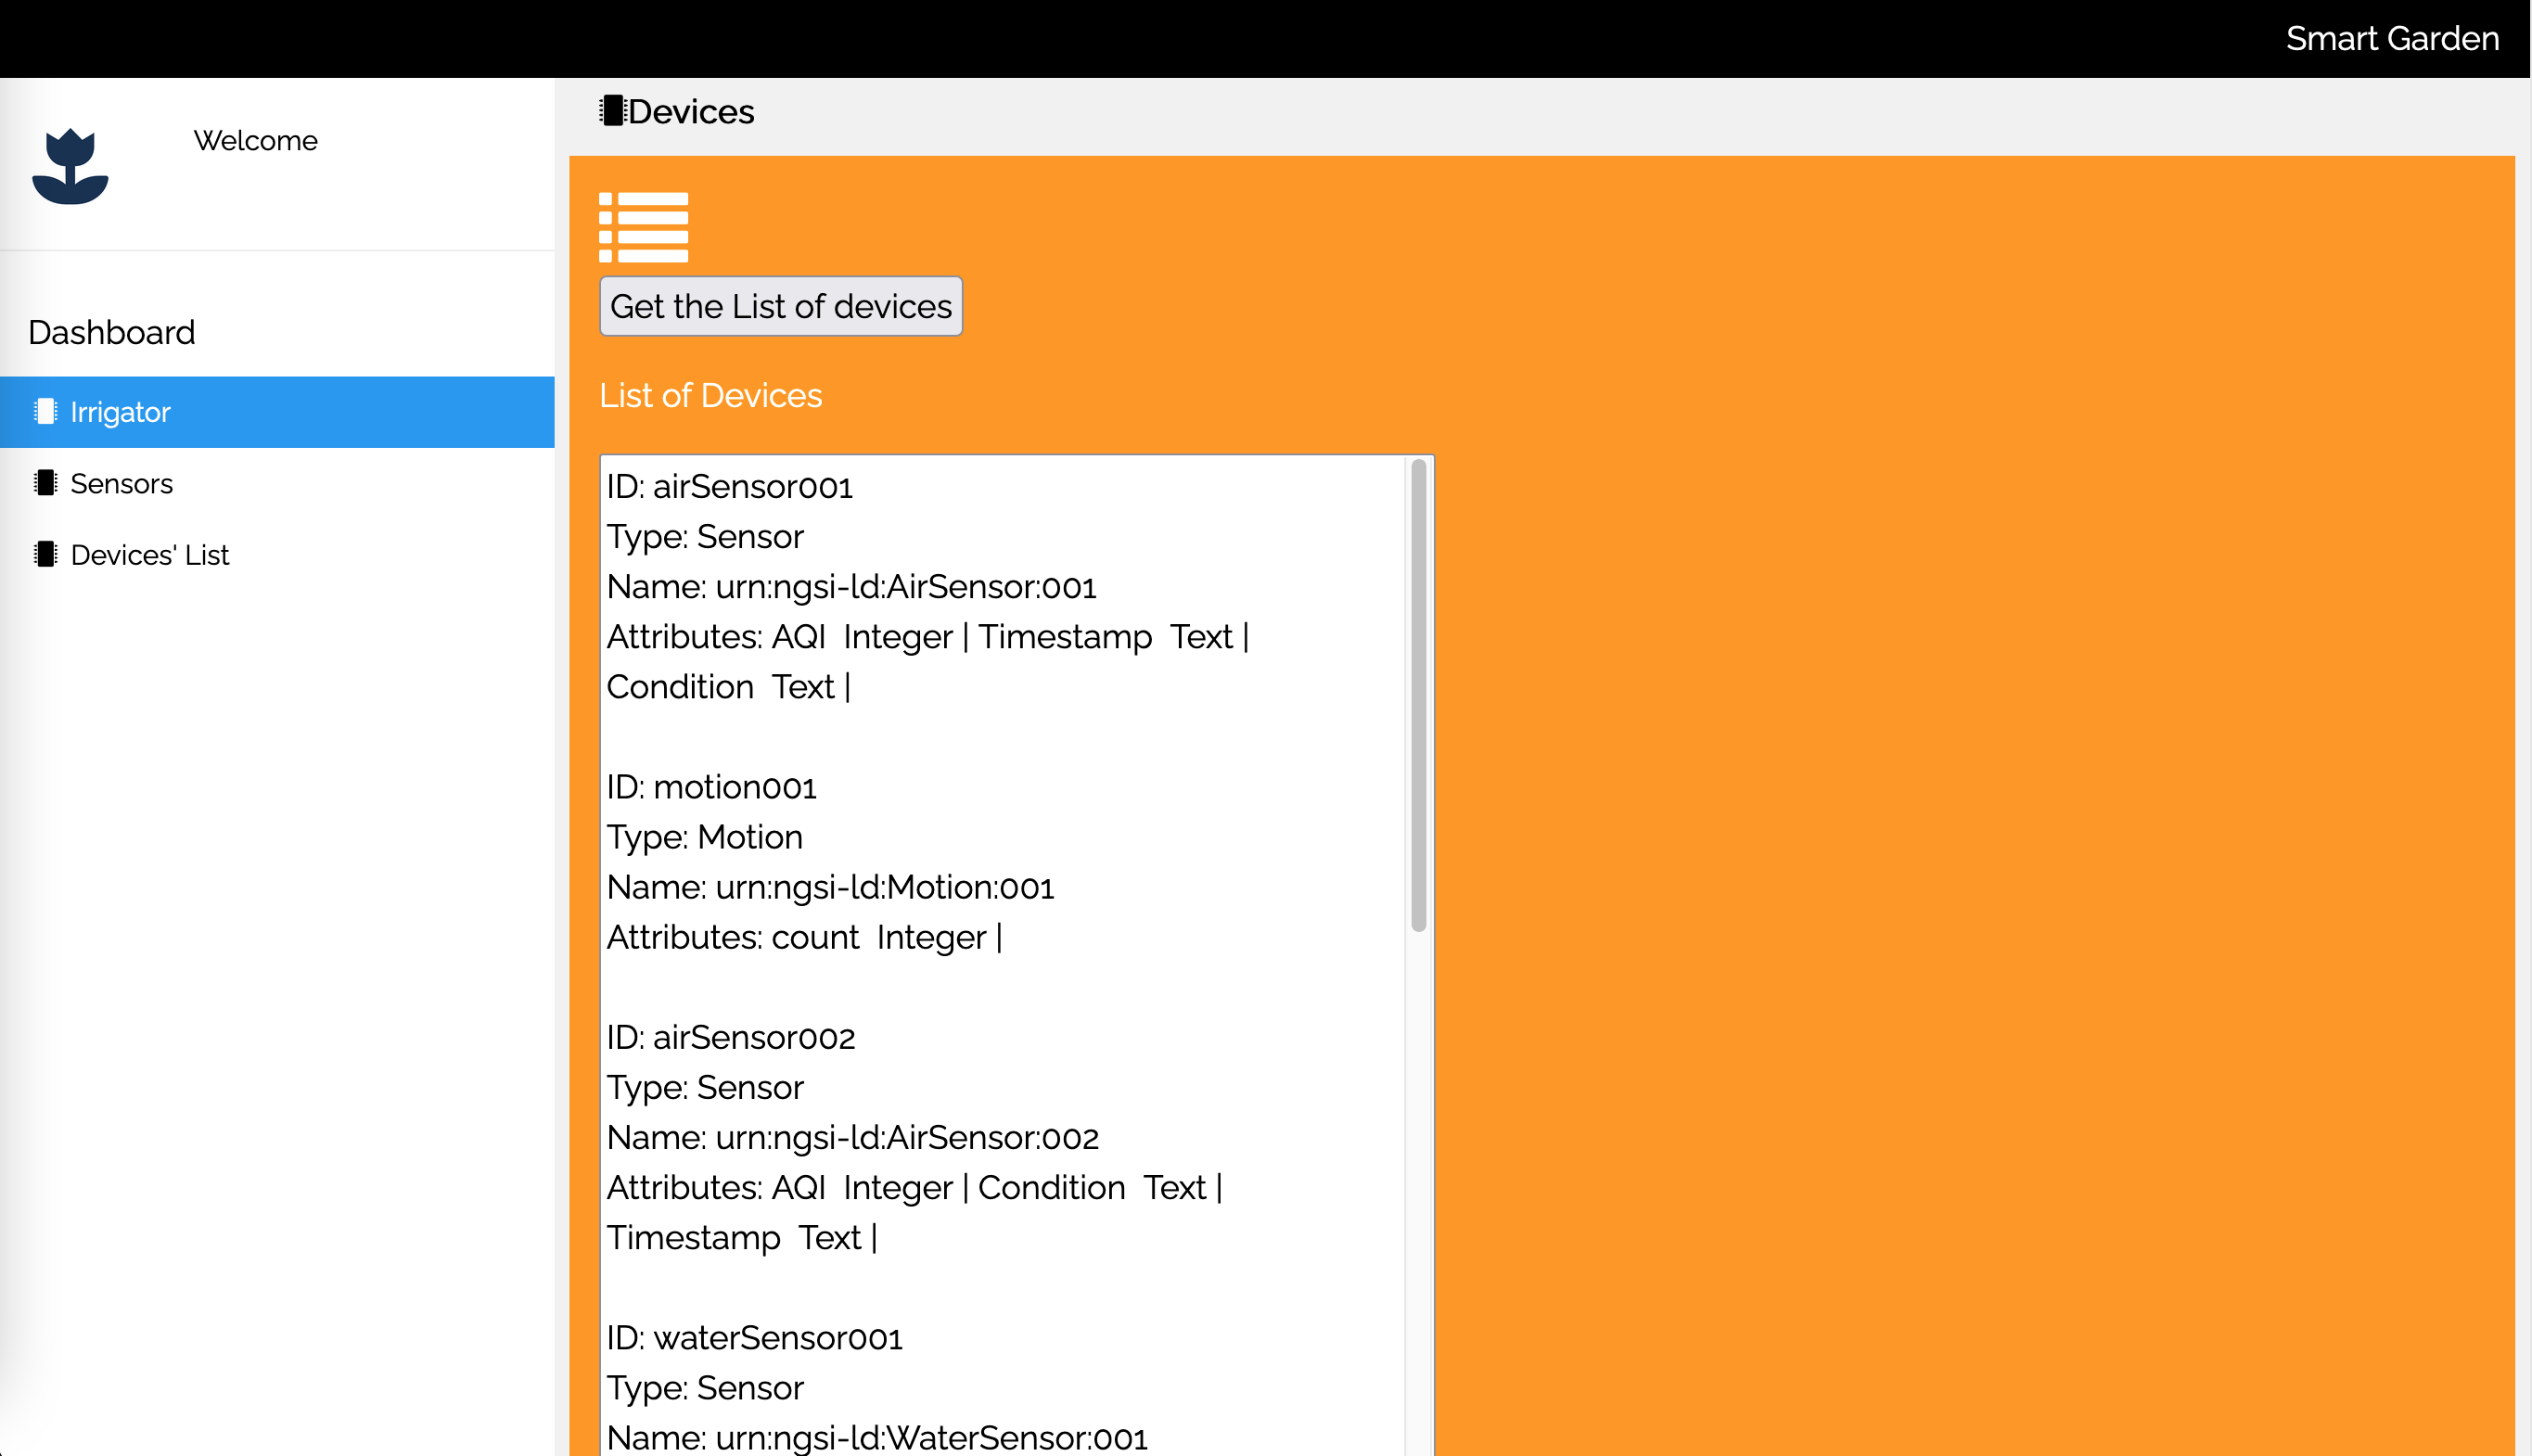 Smart Garden
Welcome
Dashboard
Irrigator
Sensors
Devices' List
Devices
Get the List of devices
List of Devices
ID: airSensor001
Type: Sensor
Name: urn:ngsi-ld:AirSensor:001
Attributes: AQI  Integer | Timestamp  Text |
Condition  Text |
ID: motion001
Type: Motion
Name: urn:ngsi-ld:Motion:001
Attributes: count  Integer |
ID: airSensor002
Type: Sensor
Name: urn:ngsi-ld:AirSensor:002
Attributes: AQI  Integer | Condition  Text |
Timestamp  Text |
ID: waterSensor001
Type: Sensor
Name: urn:ngsi-ld:WaterSensor:001